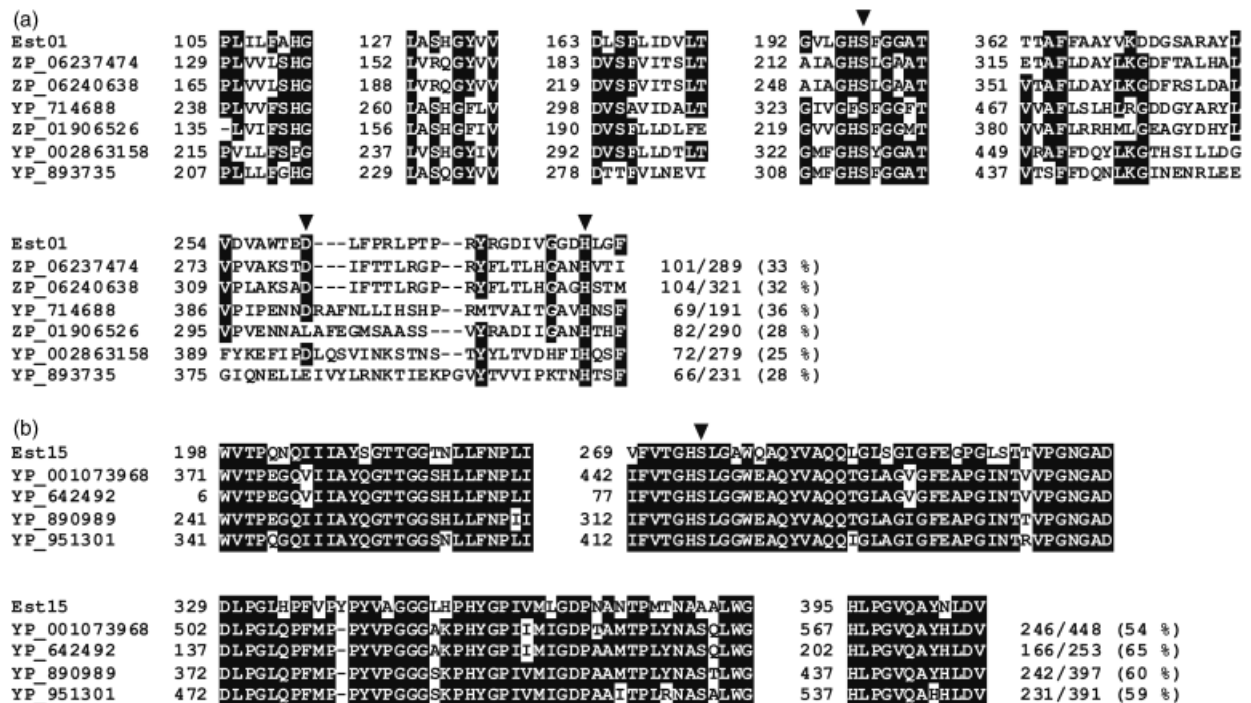 (a)
Est01 105 PLILFAHG 127 LASHGYVV 163 DLSFLIDVLT 192 GVLGHSFGGAT 362 TTAFFAAYVKDDGSARAYL
ZP_06237474 129 PLVVLSHG 152 LVRQGYVV 183 DVSFVITSLT 212 AIAGHSLGAAT 315 ETAFLDAYLKGDFTALHAL
ZP_06240638 165 PLVVLSHG 188 LVRQGYVV 219 DVSFVITSLT 248 AIAGHSLGAAT 351 VTAFLDAYLKGDFRSLDAL
YP_714688 238 PLVVFSHG 260 LASHGFLV 298 DVSAVIDALT 323 GIVGFSFGGFT 467 VVAFLSLHLRGDDGYARYL
ZP_01906526 135 -LVIFSHG 156 LASHGFIV 190 DVSFLLDLFE 219 GVVGHSFGGMT 380 VVAFLRRHMLGEAGYDHYL
YP_002863158 215 PVLLFSPG 237 LVSHGYIV 292 DVSFLLDTLT 322 GMFGHSYGGAT 449 VRAFFDQYLKGTHSILLDG
YP_893735 207 PLLLFGHG 229 LASQGYVV 278 DTTFVLNEVI 308 GMFGHSFGGAT 437 VTSFFDQNLKGINENRLEE
Est01 254 VDVAWTED---LFPRLPTP--RYRGDIVGGDHLGF
ZP_06237474 273 VPVAKSTD---IFTTLRGP--RYFLTLHGANHVTI 101/289 (33 %)
ZP_06240638 309 VPLAKSAD---IFTTLRGP--RYFLTLHGAGHSTM 104/321 (32 %)
YP_714688 386 VPIPENNDRAFNLLIHSHP--RMTVAITGAVHNSF 69/191 (36 %)
ZP_01906526 295 VPVENNALAFEGMSAASS---VYRADIIGANHTHF 82/290 (28 %)
YP_002863158 389 FYKEFIPDLQSVINKSTNS--TYYLTVDHFIHQSF 72/279 (25 %)
YP_893735 375 GIQNELLEIVYLRNKTIEKPGVYTVVIPKTNHTSF 66/231 (28 %)
(b)
Est15 198 WVTPQNQIIIAYSGTTGGTNLLFNPLI 269 VFVTGHSLGAWQAQYVAQQLGLSGIGFEGPGLSTTVPGNGAD
YP_001073968 371 WVTPEGQVIIAYQGTTGGSHLLFNPLI 442 IFVTGHSLGGWEAQYVAQQTGLAGVGFEAPGINTVVPGNGAD
YP_642492 6 WVTPEGQVIIAYQGTTGGSHLLFNPLI 77 IFVTGHSLGGWEAQYVAQQTGLAGVGFEAPGINTVVPGNGAD
YP_890989 241 WVTPEGQIIIAYQGTTGGSHLLFNPII 312 IFVTGHSLGGWEAQYVAQQTGLAGIGFEAPGINTTVPGNGAD
YP_951301 341 WVTPQGQIIIAYQGTTGGSNLLFNPLI 412 IFVTGHSLGGWEAQYVAQQIGLAGIGFEAPGINTRVPGNGAD
Est15 329 DLPGLHPFVPYPYVAGGGLHPHYGPIVMLGDPNANTPMTNAAALWG 395 HLPGVQAYNLDV
YP_001073968 502 DLPGLQPFMP-PYVPGGGAKPHYGPIIMIGDPTAMTPLYNASQLWG 567 HLPGVQAYHLDV 246/448 (54 %)
YP_642492 137 DLPGLQPFMP-PYVPGGGAKPHYGPIIMIGDPAAMTPLYNASQLWG 202 HLPGVQAYHLDV 166/253 (65 %)
YP_890989 372 DLPGLQPFMP-PYVPGGGSKPHYGPIVMIGDPAAMTPLYNASTLWG 437 HLPGVQAYHLDV 242/397 (60 %)
YP_951301 472 DLPGLQPFMP-PYVPGGGSKPHYGPIVMIGDPAAITPLRNASALWG 537 HLPGVQAHHLDV 231/391 (59 %)